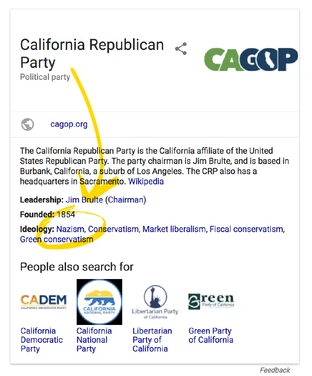 California Republican
Party
Political party
CAGOP
cagop.org
The California Republican Party is the California affiliate of the United
States Republican Party. The party chairman is Jim Brulte, and is based in
Burbank, California, a suburb of Los Angeles. The CRP also has a
headquarters in Sacramento. Wikipedia
Leadership: Jim Brulte (Chairman)
Founded: 1854
Ideology: Nazism, Conservatism, Market liberalism, Fiscal conservatism,
Green conservatism
People also search for
CADEM
CALIFORNIA
NATIONAL PARTY
Libertarian Party
of California
Green
Party of California
California
Democratic
Party
California
National
Party
Libertarian
Party of
California
Green Party
of California
Feedback